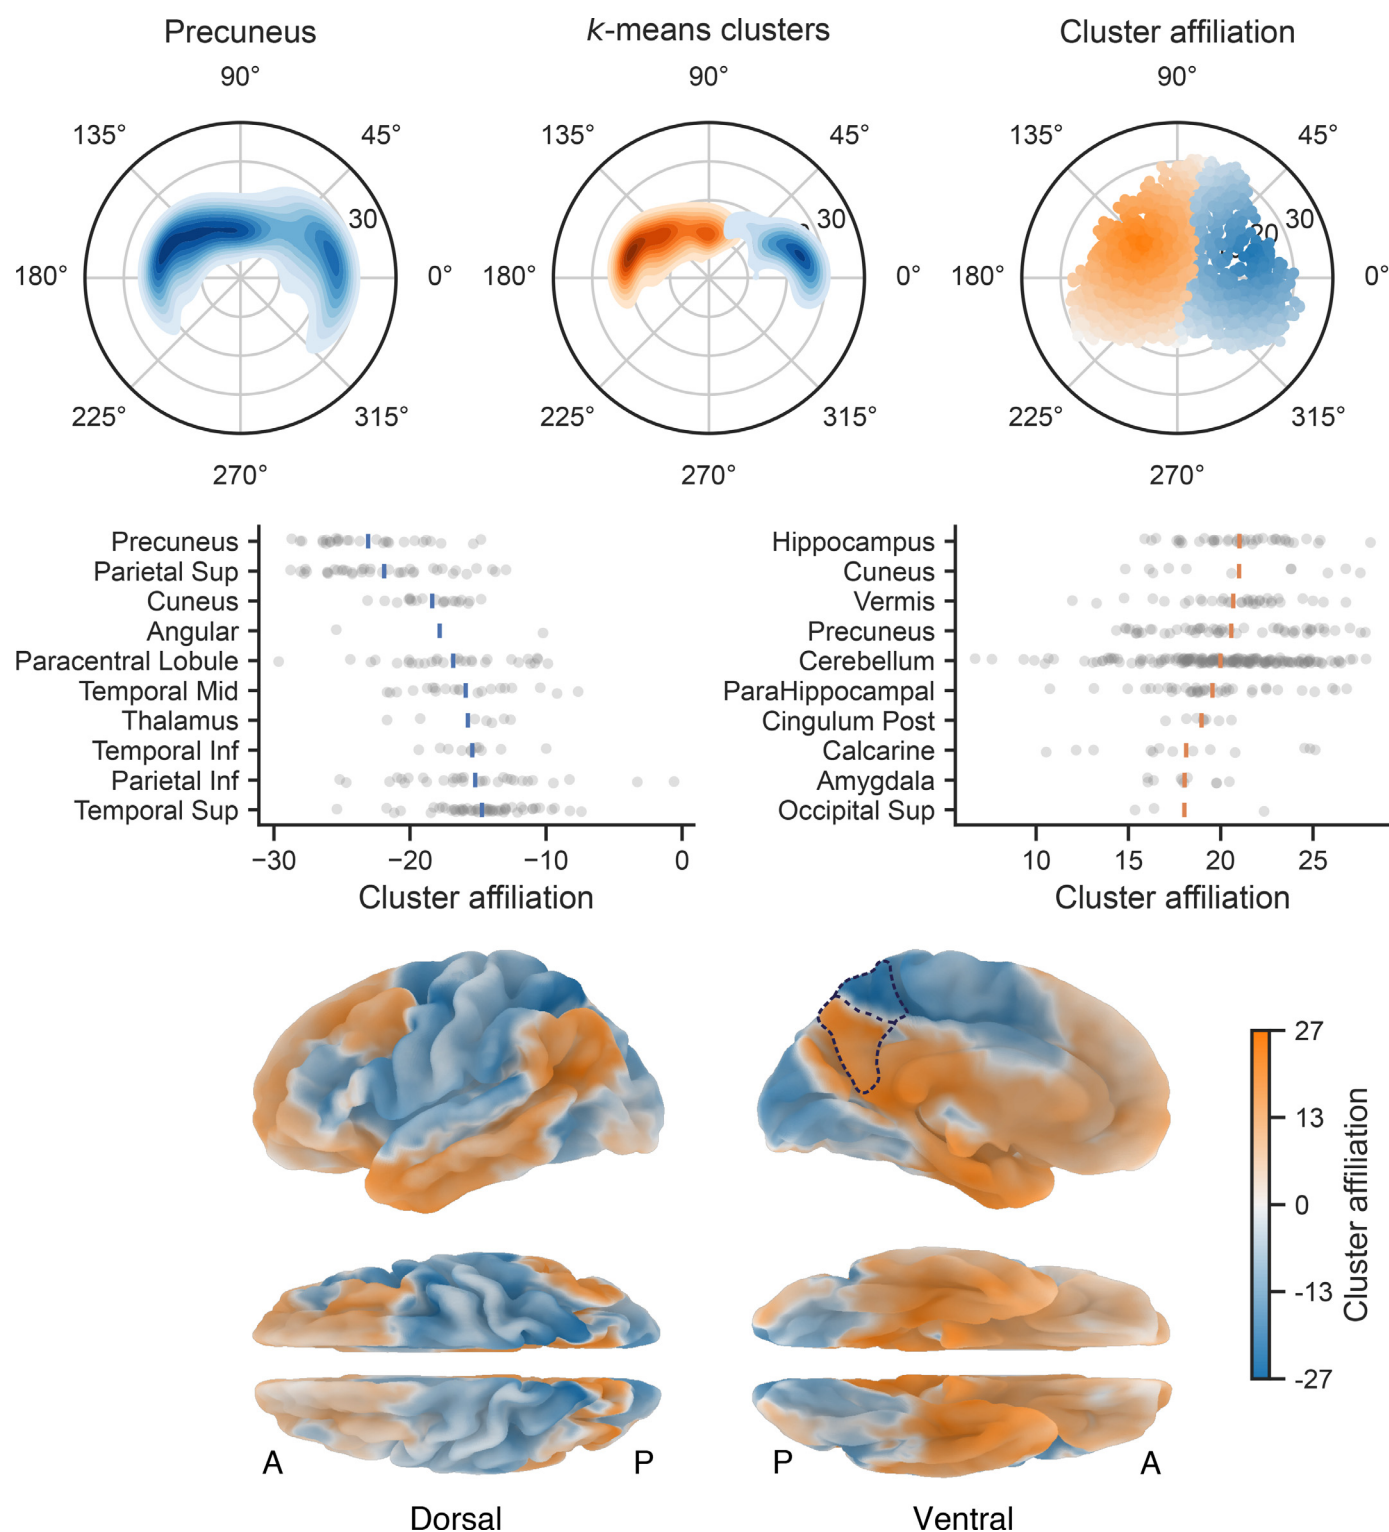 Precuneus
k-means clusters
Cluster affiliation
90°
90°
90°
135°
45°
135°
45°
135°
45°
30
30
20
30
180°
0°
180°
0°
180°
0°
225°
315°
225°
315°
225°
315°
270°
270°
270°
Precuneus
Parietal Sup
Cuneus
Angular
Paracentral Lobule
Temporal Mid
Thalamus
Temporal Inf
Parietal Inf
Temporal Sup
−30
−20
−10
0
Cluster affiliation
Hippocampus
Cuneus
Vermis
Precuneus
Cerebellum
ParaHippocampal
Cingulum Post
Calcarine
Amygdala
Occipital Sup
10
15
20
25
Cluster affiliation
27
13
0
-13
-27
Cluster affiliation
A
P
P
A
Dorsal
Ventral